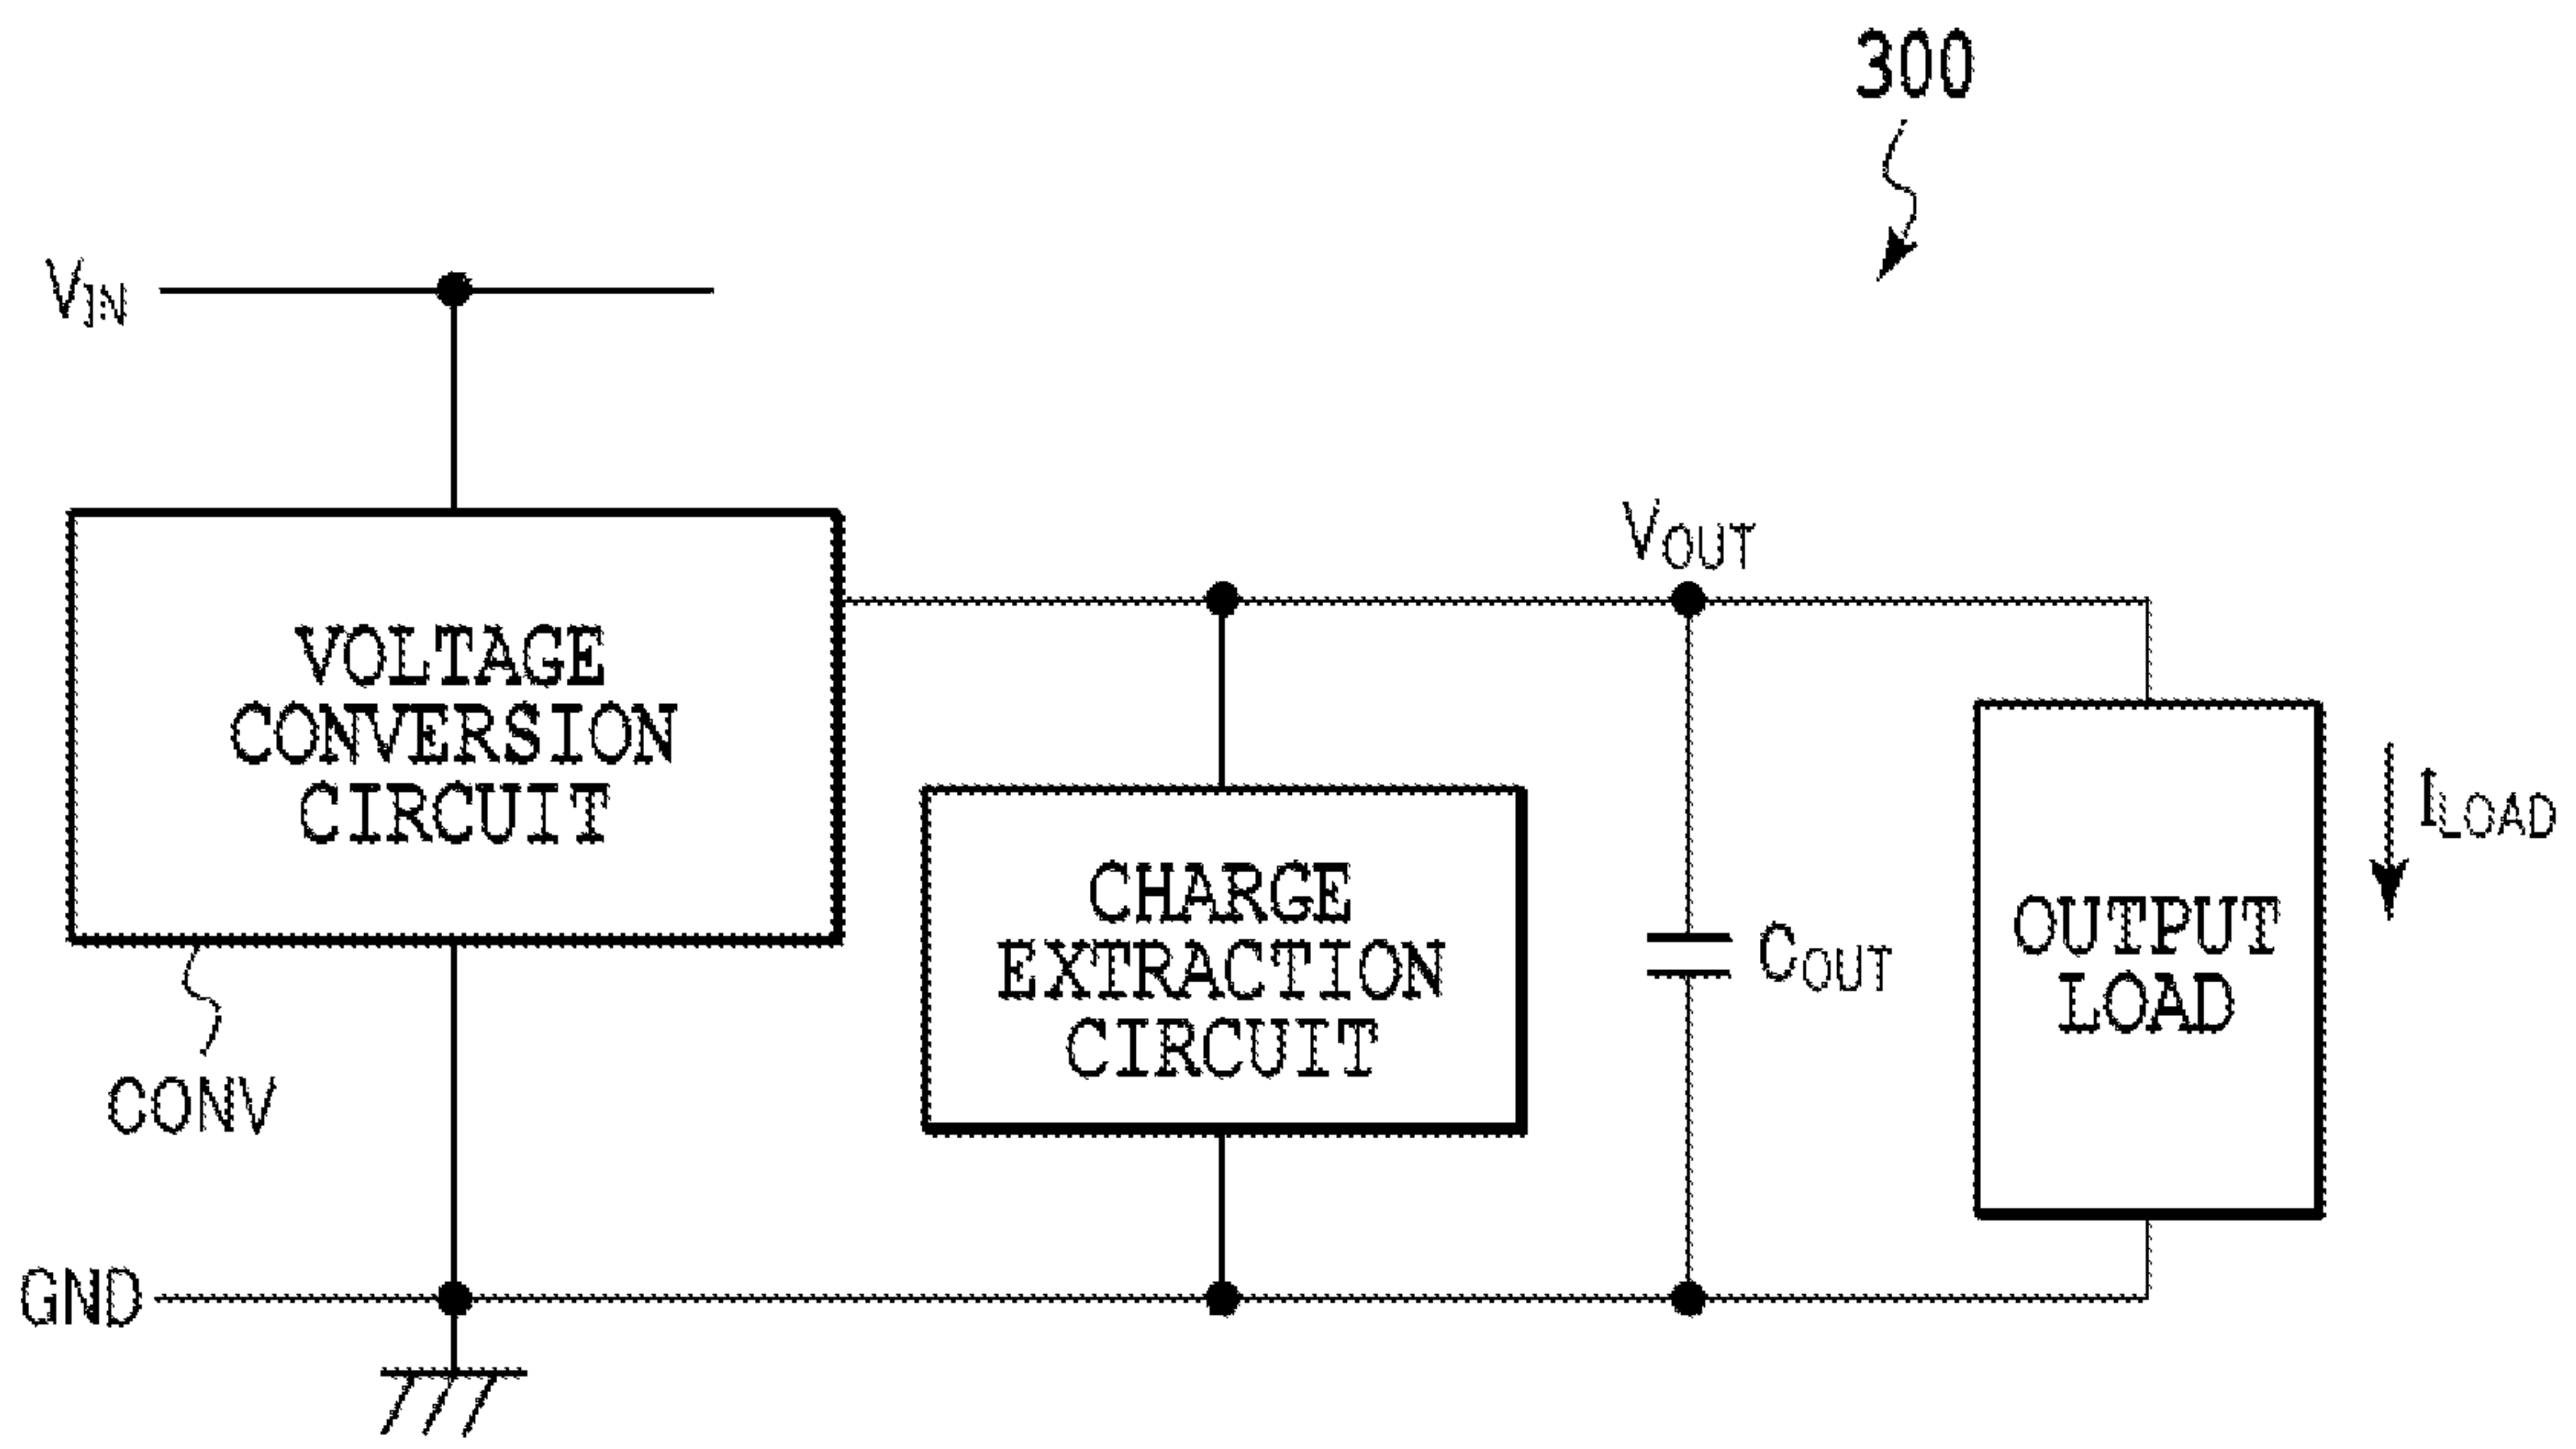 300
VIN
VOUT
VOLTAGE
CONVERSION
CIRCUIT
ILOAD
CHARGE
EXTRACTION
CIRCUIT
COUT
OUTPUT
LOAD
CONV
GND